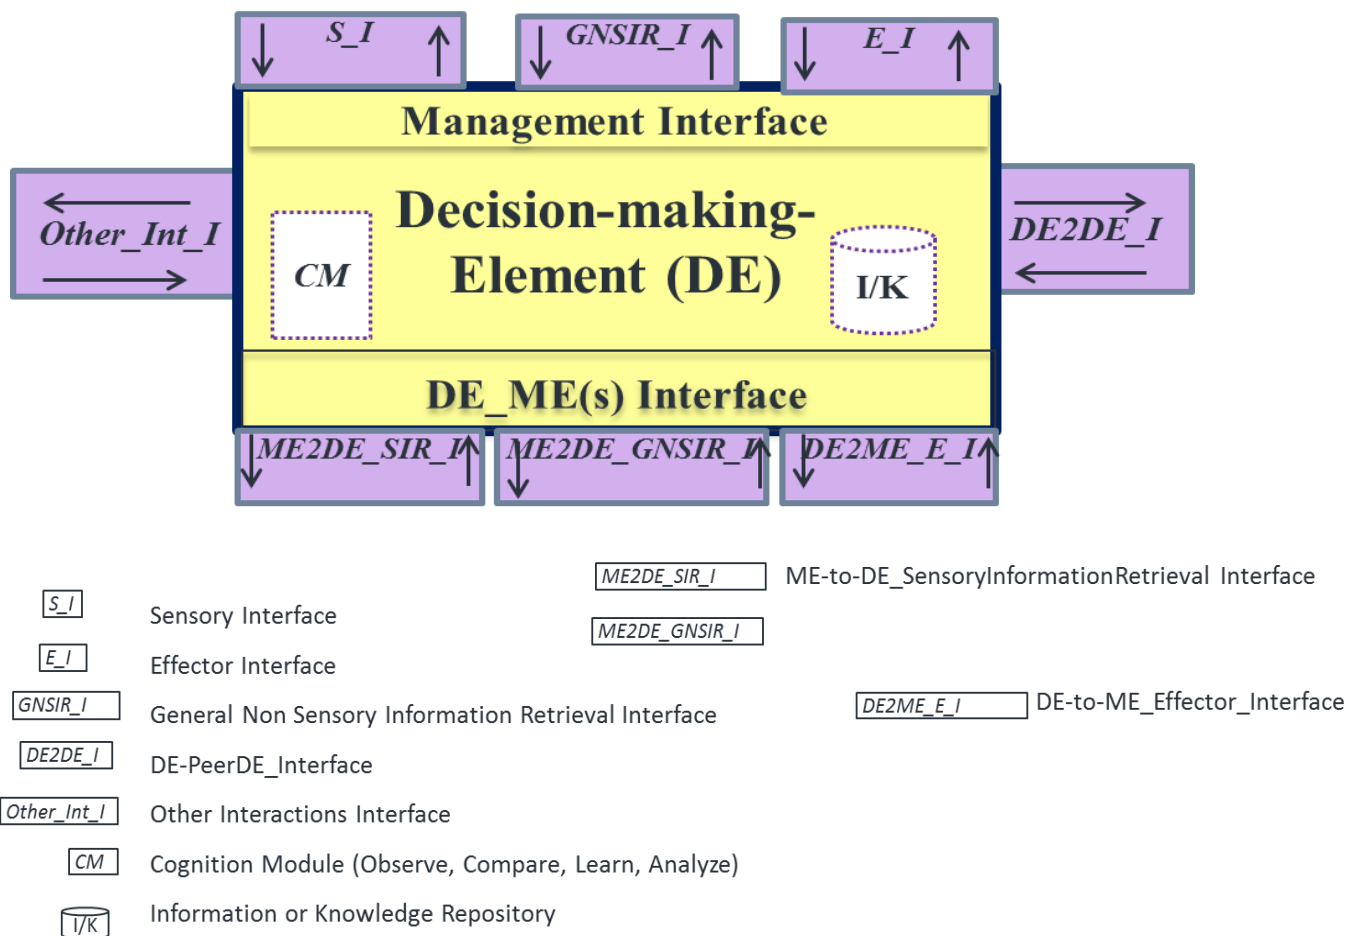 S_I
GNSIR_I
E_I
Management Interface
Other_Int_I
Decision-making-
Element (DE)
CM
I/K
DE2DE_I
DE_ME(s) Interface
ME2DE_SIR_I
ME2DE_GNSIR_I
DE2ME_E_I
ME2DE_SIR_I ME-to-DE_SensoryInformationRetrieval Interface
S_I Sensory Interface
ME2DE_GNSIR_I
E_I Effector Interface
GNSIR_I General Non Sensory Information Retrieval Interface
DE2ME_E_I DE-to-ME_Effector_Interface
DE2DE_I DE-PeerDE_Interface
Other_Int_I Other Interactions Interface
CM Cognition Module (Observe, Compare, Learn, Analyze)
I/K Information or Knowledge Repository